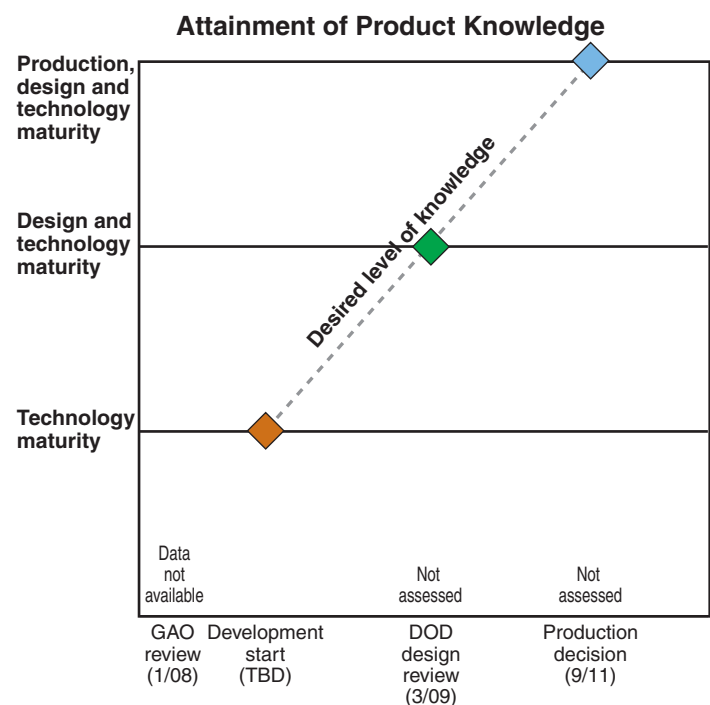 Attainment of Product Knowledge
Production,
design and
technology
maturity
Design and
technology
maturity
Technology
maturity
Desired level of knowledge
Data
not
available
Not
assessed
Not
assessed
GAO
review
(1/08)
Development
start
(TBD)
DOD
design
review
(3/09)
Production
decision
(9/11)